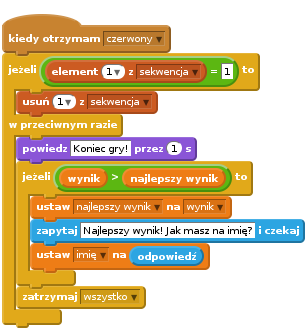 kiedy otrzymam czerwony
jeżeli element 1 z sekwencja = 1 to
usuń 1 z sekwencja
w przeciwnym razie
powiedz Koniec gry! przez 1 s
jeżeli wynik > najlepszy wynik to
ustaw najlepszy wynik na wynik
zapytaj Najlepszy wynik! Jak masz na imię? i czekaj
ustaw imię na odpowiedź
zatrzymaj wszystko